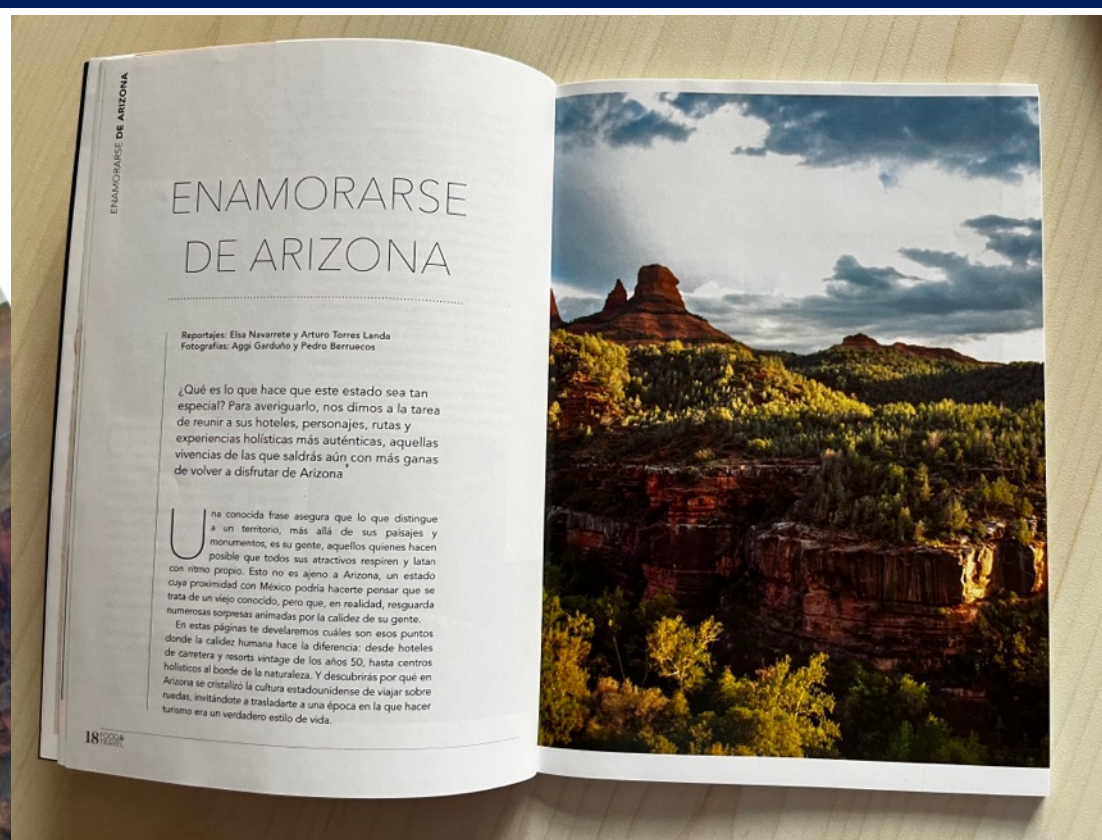 ENAMORARSE DE ARIZONA
ENAMORARSE
DE ARIZONA
Reportajes: Elsa Navarrete y Arturo Torres Landa
Fotografías: Aggi Garduño y Pedro Berruecos
¿Qué es lo que hace que este estado sea tan
especial? Para averiguarlo, nos dimos a la tarea
de reunir a sus hoteles, personajes, rutas y
experiencias holísticas más auténticas, aquellas
vivencias de las que saldrás aún con más ganas
de volver a disfrutar de Arizona
Una conocida frase asegura que lo que distingue
a un territorio, más allá de sus paisajes y
monumentos, es su gente, aquellos quienes hacen
posible que todos sus atractivos respiren y latan
con ritmo propio. Esto no es ajeno a Arizona, un estado
cuya proximidad con México podría hacerte pensar que se
trata de un viejo conocido, pero que, en realidad, resguarda
numerosas sorpresas animadas por la calidez de su gente.
En estas páginas te develaremos cuáles son esos puntos
donde la calidez humana hace la diferencia: desde hoteles
de carretera y resorts vintage de los años 50, hasta centros
holísticos al borde de la naturaleza. Y descubrirás por qué en
Arizona se cristalizó la cultura estadounidense de viajar sobre
ruedas, invitándote a trasladarte a una época en la que hacer
turismo era un verdadero estilo de vida.
18 FOOD&
TRAVEL